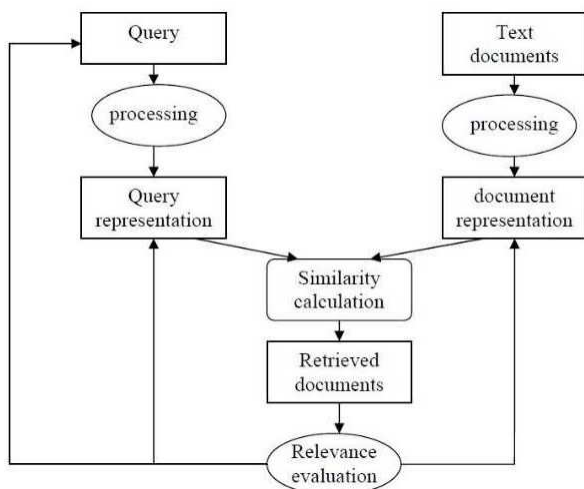 Query
Text
documents
processing
processing
Query
representation
document
representation
Similarity
calculation
Retrieved
documents
Relevance
evaluation